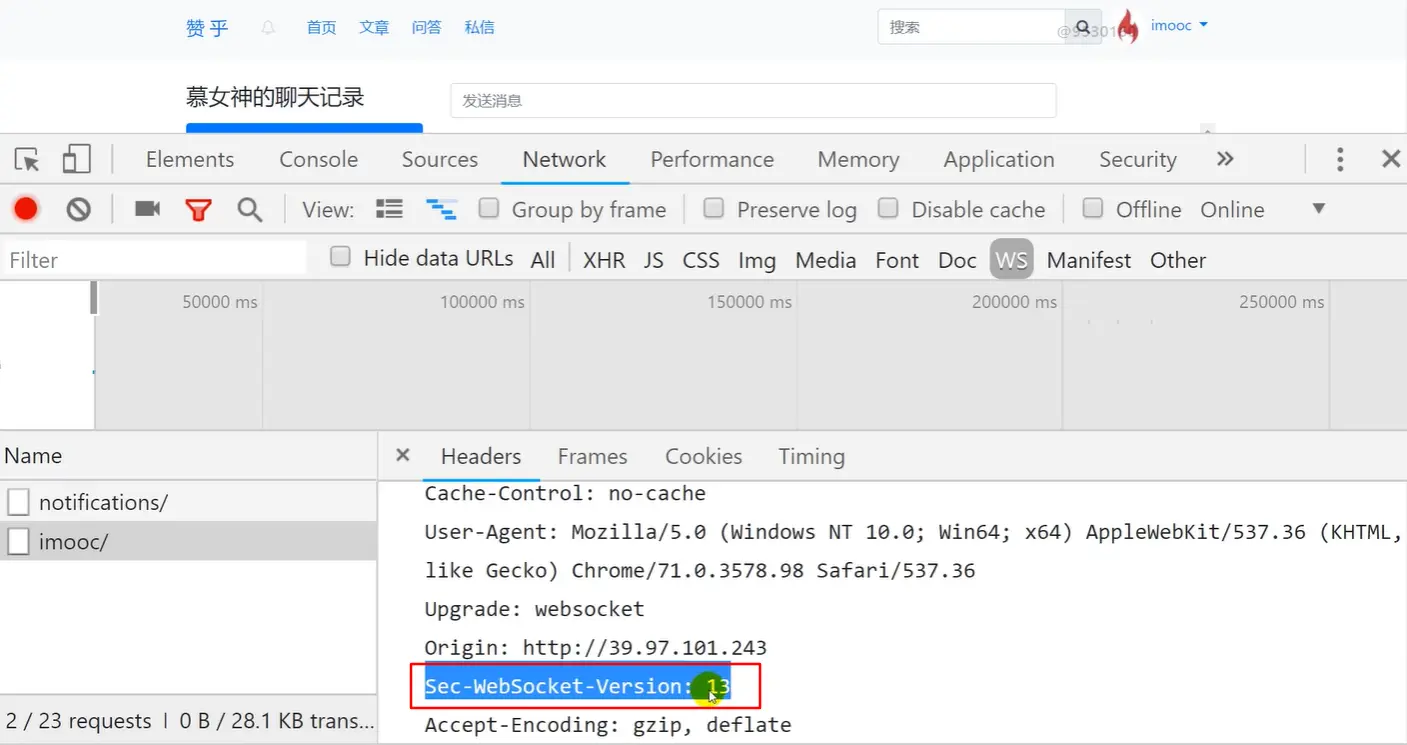 赞乎 首页 文章 问答 私信 搜索 imooc
慕女神的聊天记录 发送消息
Elements Console Sources Network Performance Memory Application Security »
View: Group by frame Preserve log Disable cache Offline Online
Filter Hide data URLs All XHR JS CSS Img Media Font Doc WS Manifest Other
50000 ms 100000 ms 150000 ms 200000 ms 250000 ms
Name × Headers Frames Cookies Timing
Cache-Control: no-cache
notifications/
User-Agent: Mozilla/5.0 (Windows NT 10.0; Win64; x64) AppleWebKit/537.36 (KHTML,
imooc/
like Gecko) Chrome/71.0.3578.98 Safari/537.36
Upgrade: websocket
Origin: http://39.97.101.243
Sec-WebSocket-Version: 13
2 / 23 requests | 0 B / 28.1 KB trans...
Accept-Encoding: gzip, deflate